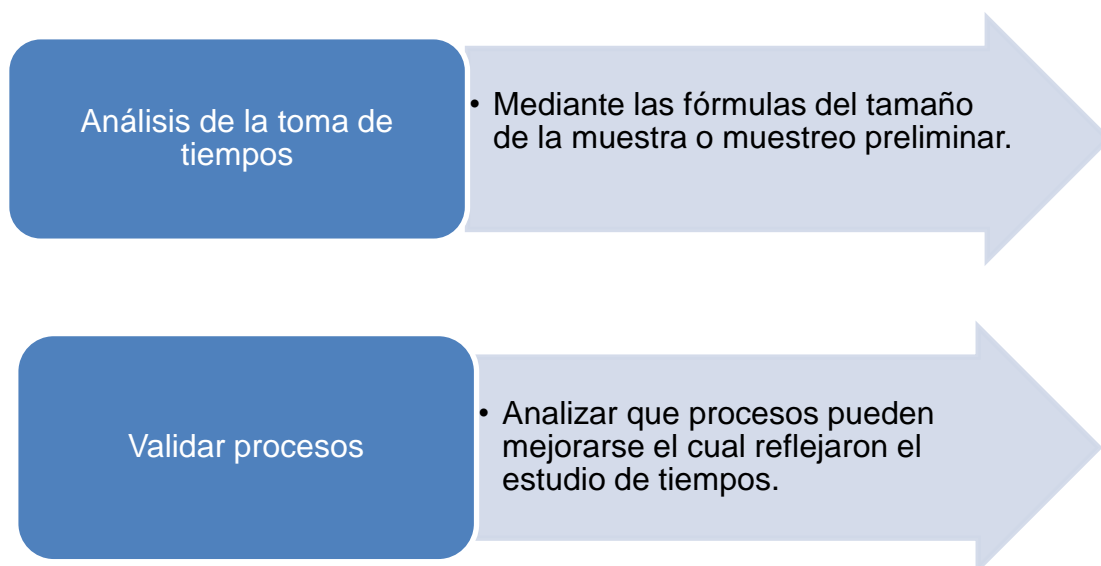 Análisis de la toma de
tiempos
• Mediante las fórmulas del tamaño
de la muestra o muestreo preliminar.
Validar procesos
• Analizar que procesos pueden
mejorarse el cual reflejaron el
estudio de tiempos.